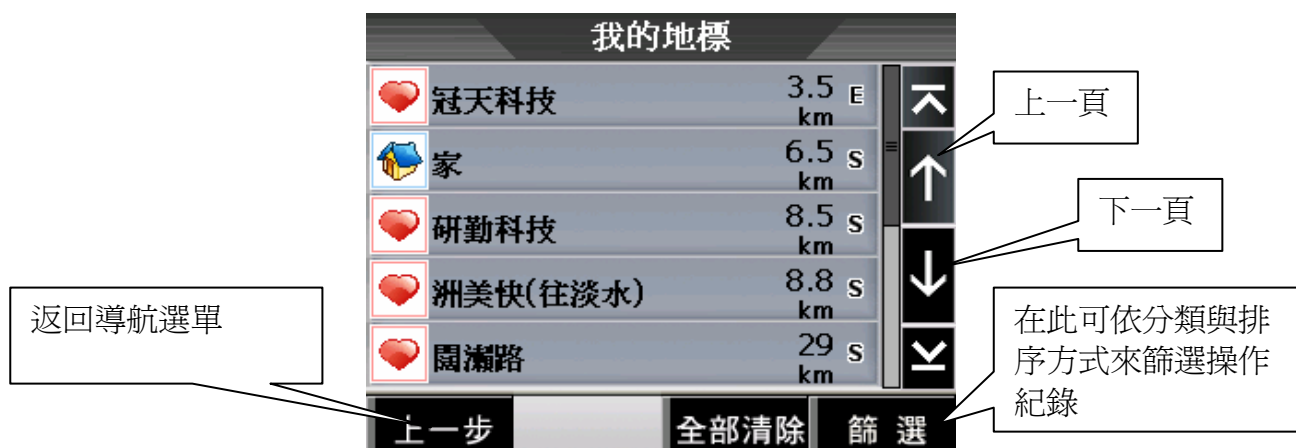 我的地標
冠天科技 3.5 km E
上一頁
家 6.5 km S
研勤科技 8.5 km S
下一頁
洲美快(往淡水) 8.8 km S
返回導航選單
29 km S
在此可依分類與排
序方式來篩選操作
紀錄
上一步 全部清除 篩 選